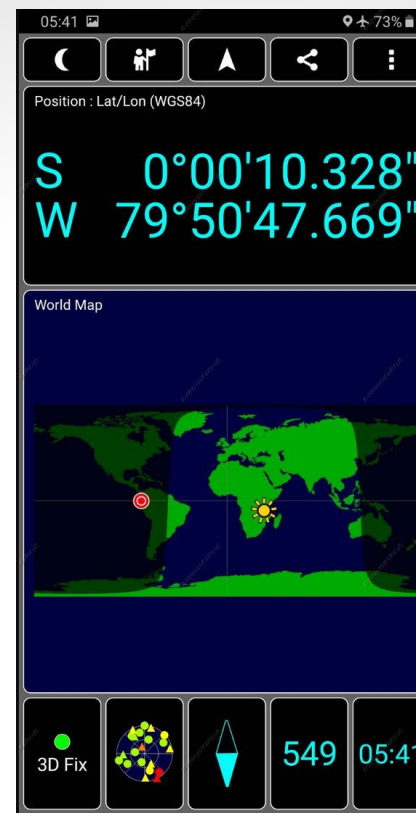 05:41 73%
Position : Lat/Lon (WGS84)
S 0°00'10.328"
W 79°50'47.669"
World Map
3D Fix
549
05:41